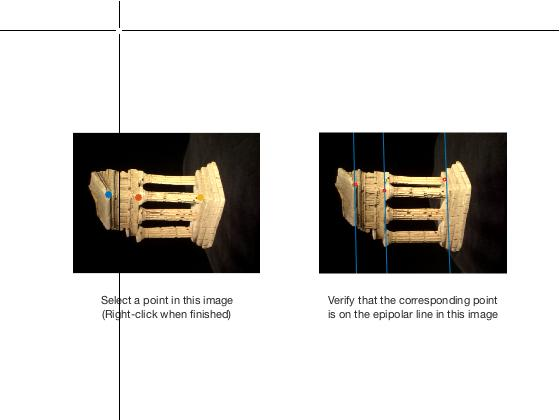 Select a point in this image
(Right-click when finished)
Verify that the corresponding point
is on the epipolar line in this image